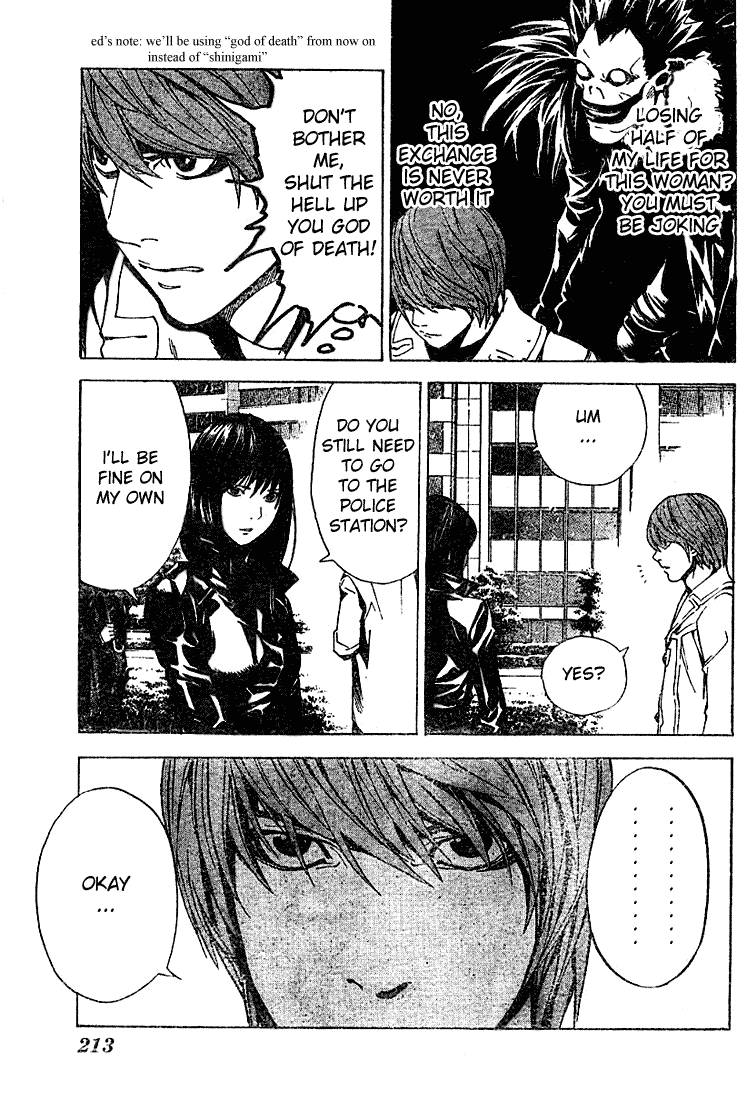 ed's note: we'll be using "god of death" from now on
instead of "shinigami"
LOSING
HALF OF
MY LIFE FOR
THIS WOMAN?
YOU MUST
BE JOKING
NO,
THIS
EXCHANGE
IS NEVER
WORTH IT
DON'T
BOTHER
ME,
SHUT THE
HELL UP
YOU GOD
OF DEATH!
UM
...
YES?
DO YOU
STILL NEED
TO GO
TO THE
POLICE
STATION?
I'LL BE
FINE ON
MY OWN
. . . . . . . .
. . . . . . . .
OKAY
...
213